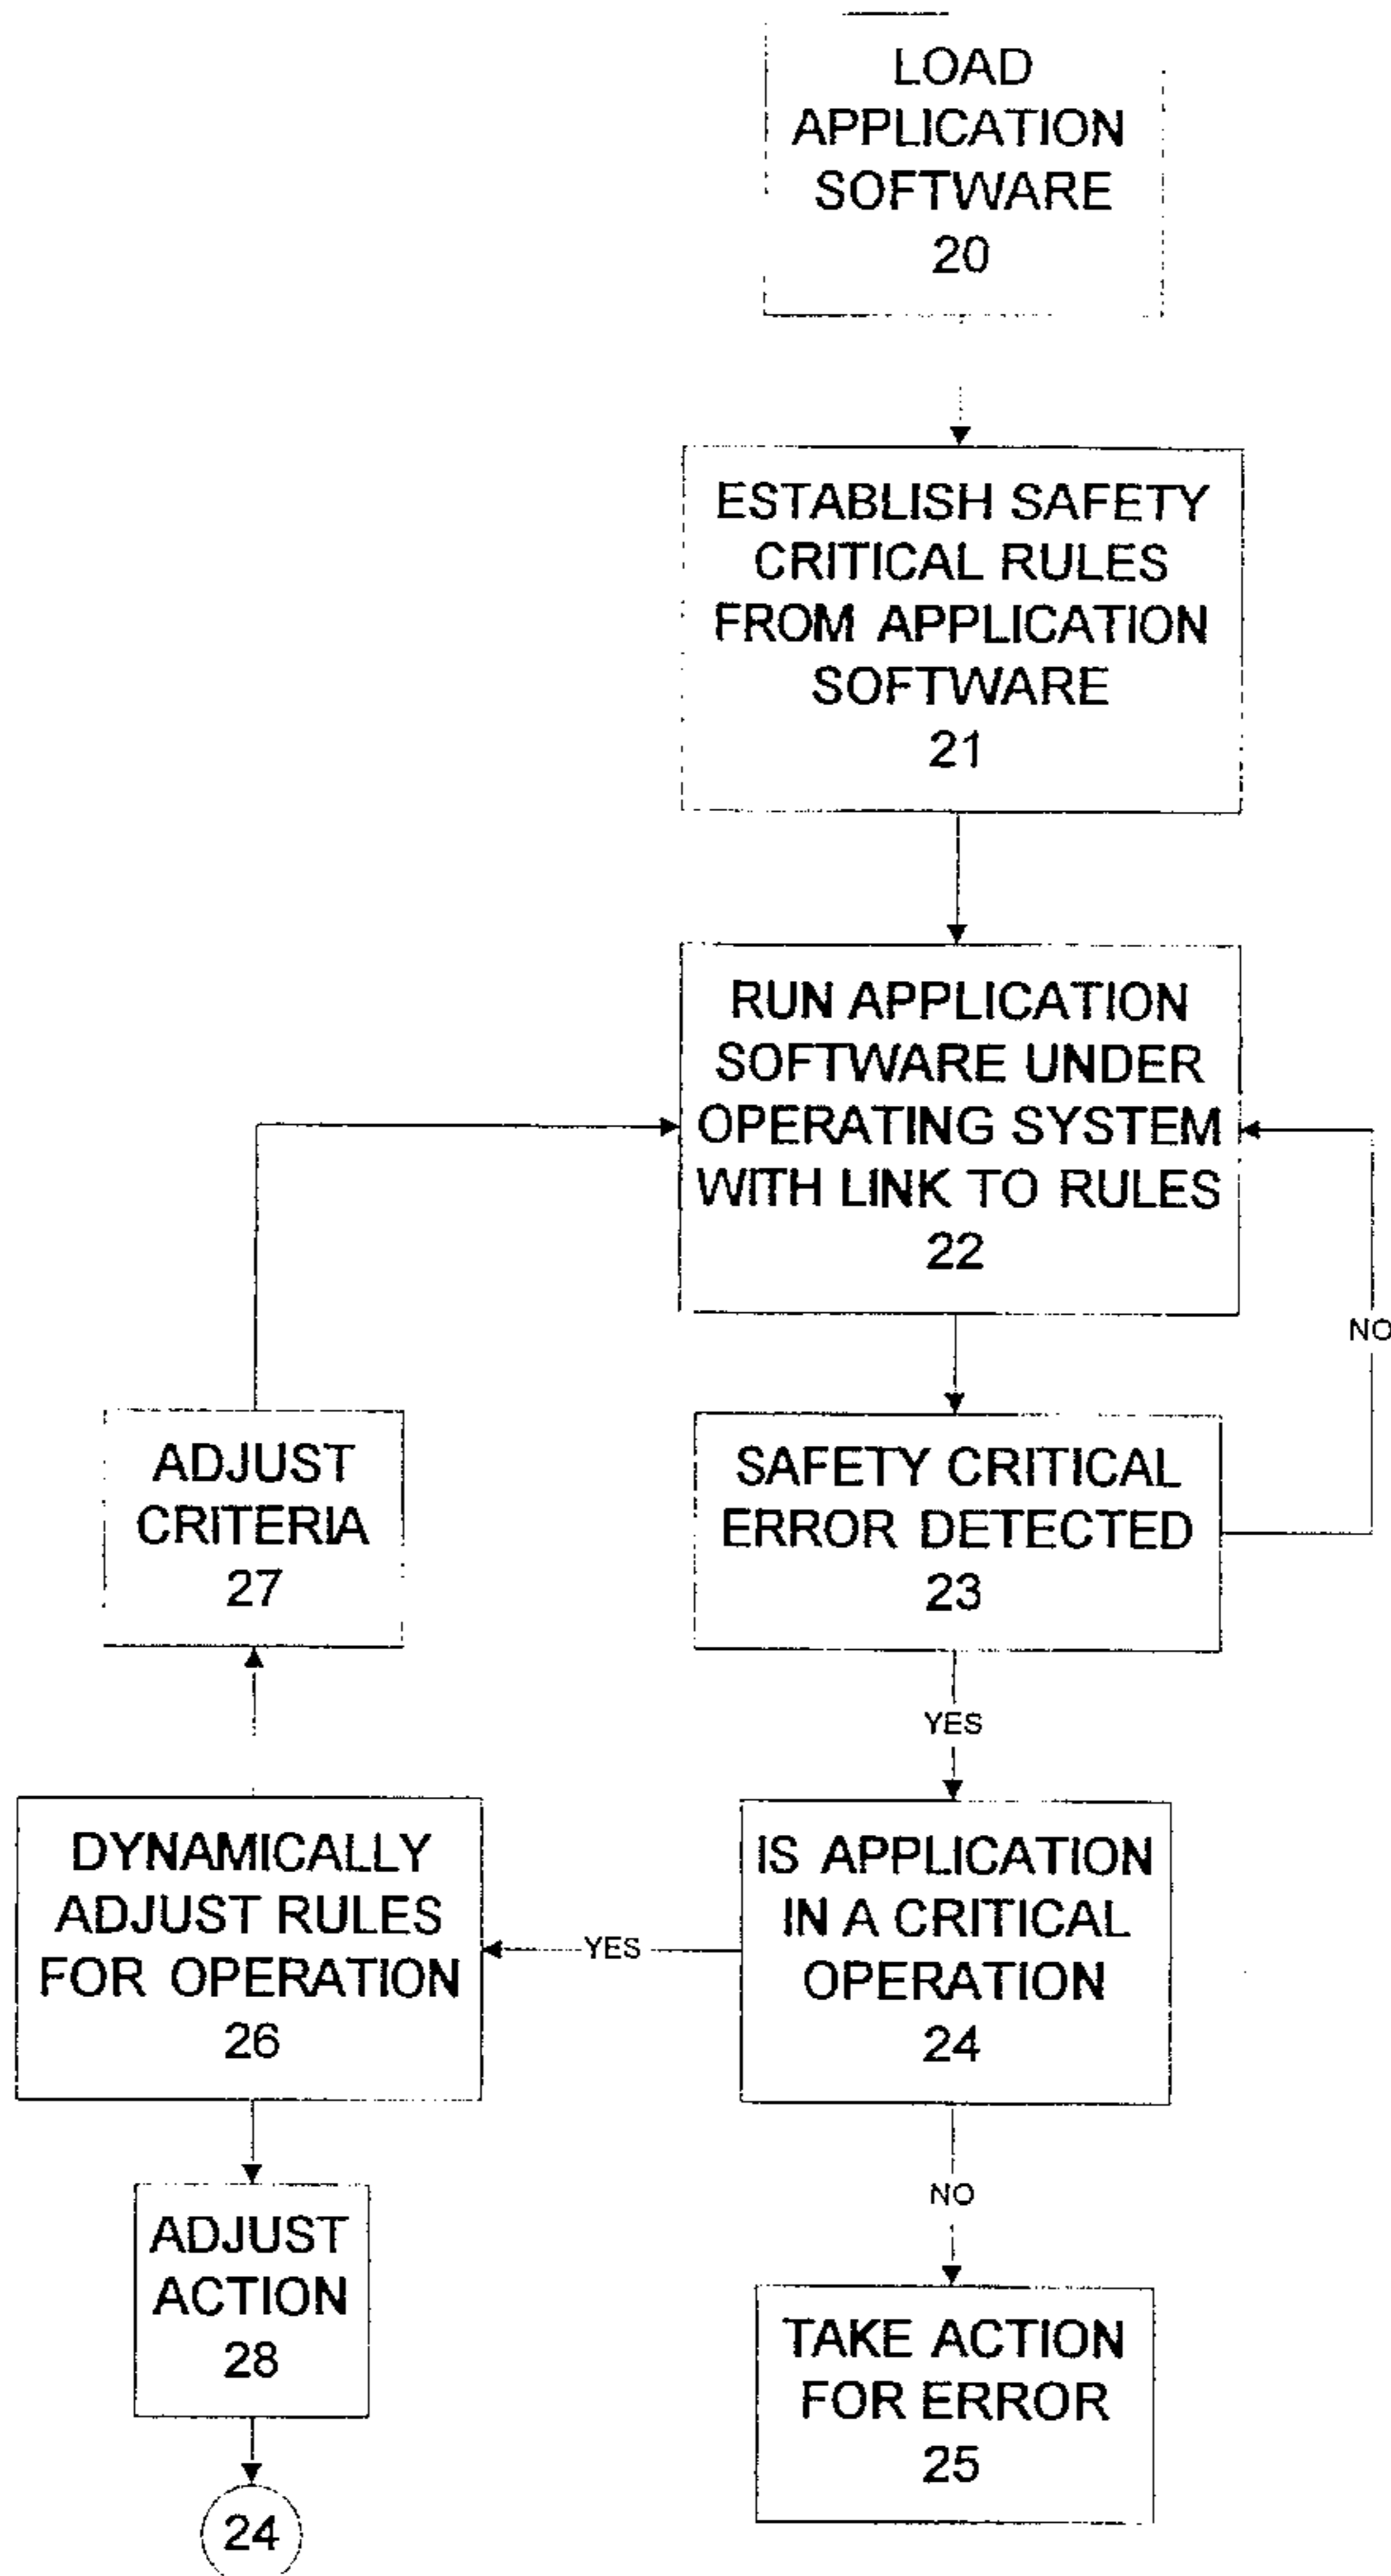 LOAD
APPLICATION
SOFTWARE
20
ESTABLISH SAFETY
CRITICAL RULES
FROM APPLICATION
SOFTWARE
21
RUN APPLICATION
SOFTWARE UNDER
OPERATING SYSTEM
WITH LINK TO RULES
22
NO
SAFETY CRITICAL
ERROR DETECTED
23
ADJUST
CRITERIA
27
YES
IS APPLICATION
IN A CRITICAL
OPERATION
24
YES
DYNAMICALLY
ADJUST RULES
FOR OPERATION
26
NO
ADJUST
ACTION
28
TAKE ACTION
FOR ERROR
25
24